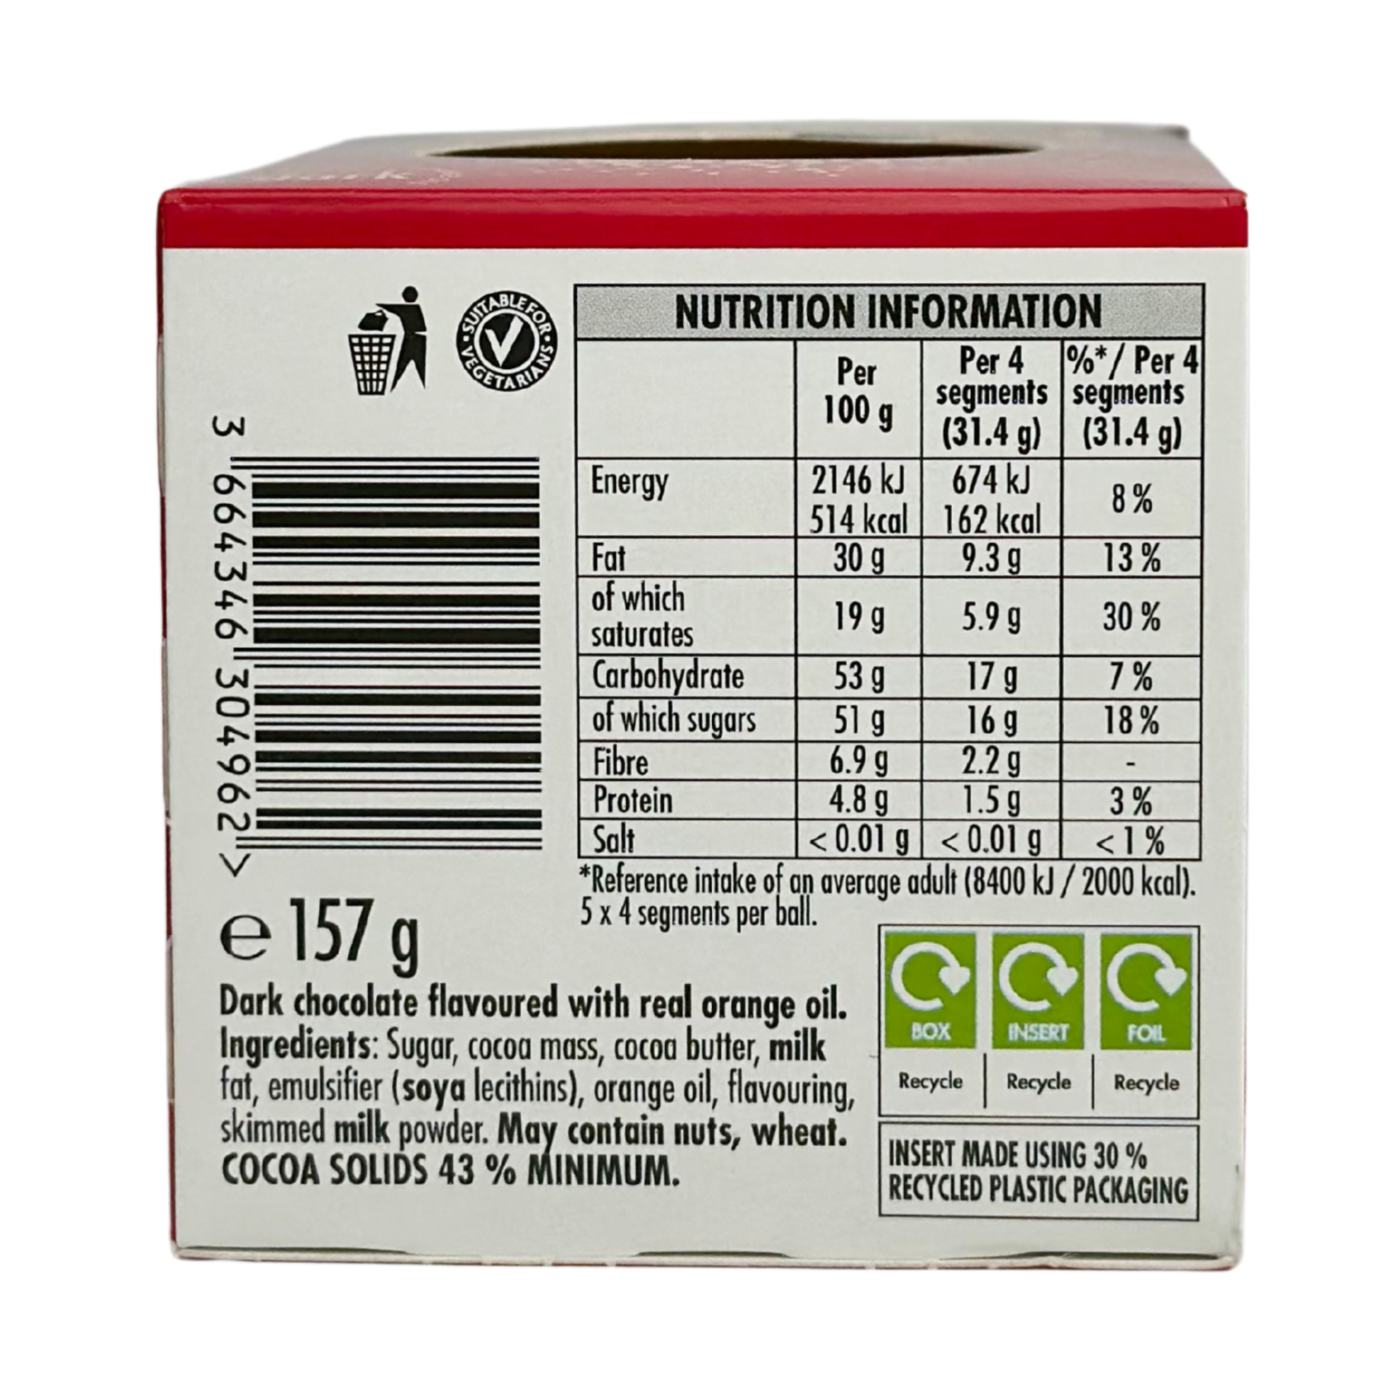 SUITABLE FOR VEGETARIANS
3 664346 304962 >
e 157 g
Dark chocolate flavoured with real orange oil.
Ingredients: Sugar, cocoa mass, cocoa butter, milk
fat, emulsifier (soya lecithins), orange oil, flavouring,
skimmed milk powder. May contain nuts, wheat.
COCOA SOLIDS 43 % MINIMUM.
NUTRITION INFORMATION
Per 100 g Per 4 segments (31.4 g) %*/ Per 4 segments (31.4 g)
Energy 2146 kJ 674 kJ 8 %
514 kcal 162 kcal
Fat 30 g 9.3 g 13 %
of which saturates 19 g 5.9 g 30 %
Carbohydrate 53 g 17 g 7 %
of which sugars 51 g 16 g 18 %
Fibre 6.9 g 2.2 g -
Protein 4.8 g 1.5 g 3 %
Salt < 0.01 g < 0.01 g < 1 %
*Reference intake of an average adult (8400 kJ / 2000 kcal).
5 x 4 segments per ball.
BOX INSERT FOIL
Recycle Recycle Recycle
INSERT MADE USING 30 %
RECYCLED PLASTIC PACKAGING